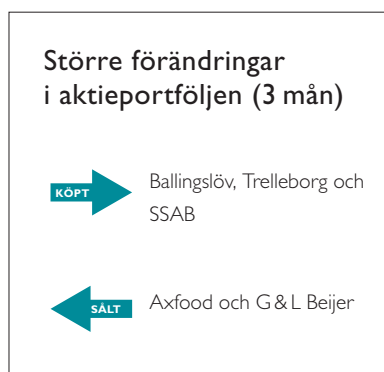 Större förändringar
i aktieportföljen (3 mån)
KÖPT
Ballingslöv, Trelleborg och
SSAB
SÅLT
Axfood och G & L Beijer